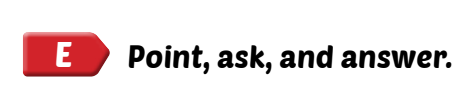 E Point, ask, and answer.